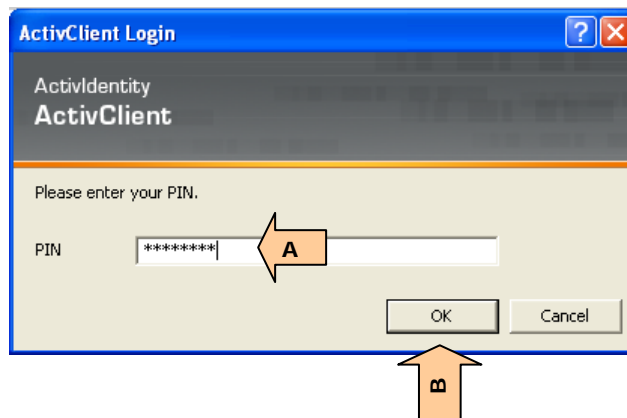 ActivClient Login
ActivIdentity
ActivClient
Please enter your PIN.
PIN ******** A
OK Cancel
B